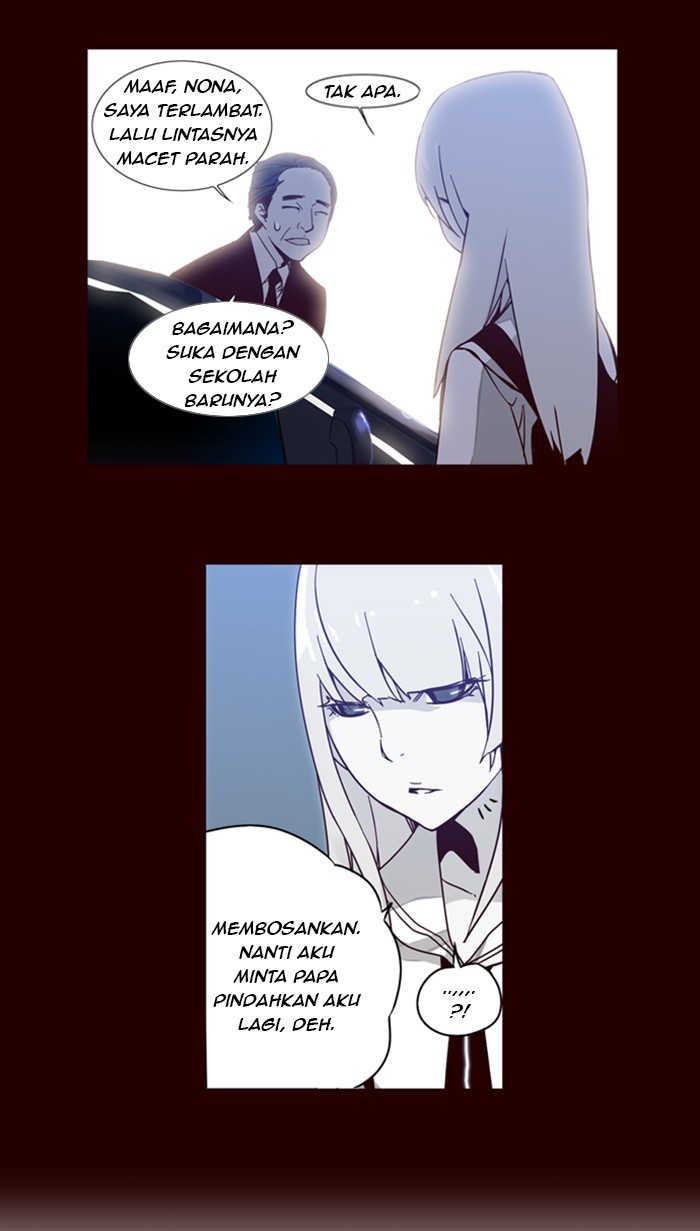 MAAF, NONA,
SAYA TERLAMBAT.
LALU LINTASNYA
MACET PARAH.
TAK APA.
BAGAIMANA?
SUKA DENGAN
SEKOLAH
BARUNYA?
MEMBOSANKAN.
NANTI AKU
MINTA PAPA
PINDAHKAN AKU
LAGI, DEH.
..,,,,.
?!